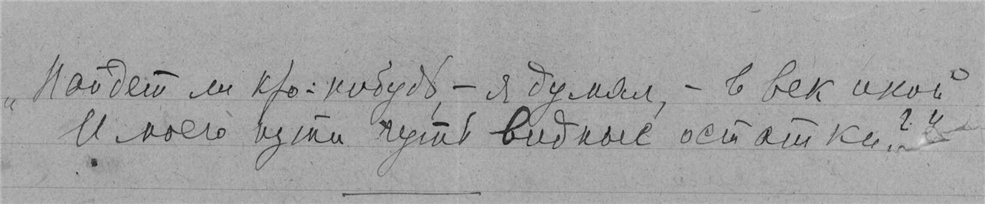 „Найдет ли кто-нибудь, – я думал, – в век иной
И моего пути чуть видные остатки..?"